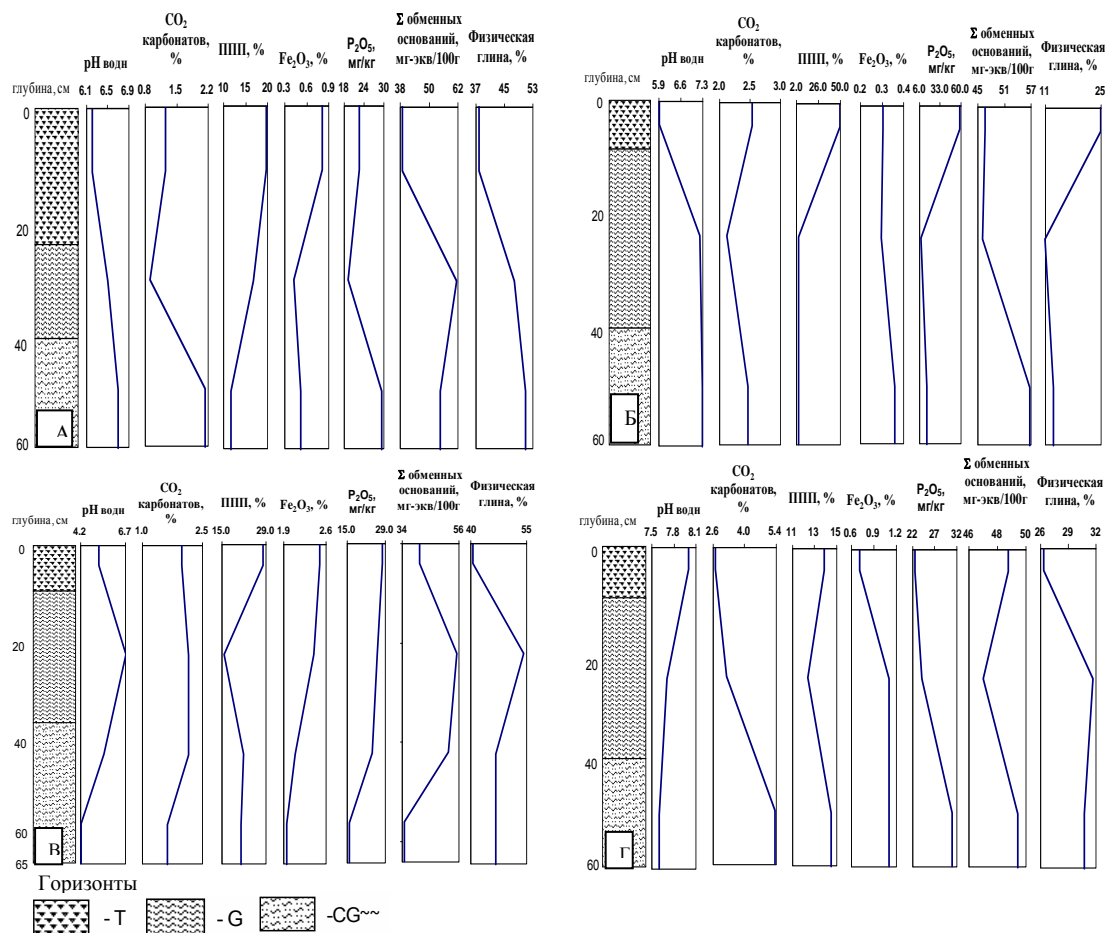 CO2 карбонатов, %
pH водн
ППП, %
Fe2O3, %
P2O5, мг/кг
Σ обменных оснований, мг-экв/100г
Физическая глина, %
глубина, см
6.1 6.5 6.9
0.8 1.5 2.2
10 15 20
0.3 0.6 0.9
18 24 30
38 50 62
37 45 53
0
20
40
60
А
CO2 карбонатов, %
pH водн
ППП, %
Fe2O3, %
P2O5, мг/кг
Σ обменных оснований, мг-экв/100г
Физическая глина, %
глубина, см
5.9 6.6 7.3
2.0 2.5 3.0
2.0 26.0 50.0
0.2 0.3 0.4
6.0 33.0 60.0
45 51 57
11 25
0
20
40
60
Б
CO2 карбонатов, %
pH водн
ППП, %
Fe2O3, %
P2O5, мг/кг
Σ обменных оснований, мг-экв/100г
Физическая глина, %
глубина, см
4.2 6.7
1.0 2.5
15.0 29.0
1.9 2.6
15.0 29.0
34 56
40 55
0
20
40
60
65
В
CO2 карбонатов, %
pH водн
ППП, %
Fe2O3, %
P2O5, мг/кг
Σ обменных оснований, мг-экв/100г
Физическая глина, %
глубина, см
7.5 7.8 8.1
2.6 4.0 5.4
11 13 15
0.6 0.9 1.2
22 27 32
46 48 50
26 29 32
0
20
40
60
Г
Горизонты
- T
- G
-CG~~